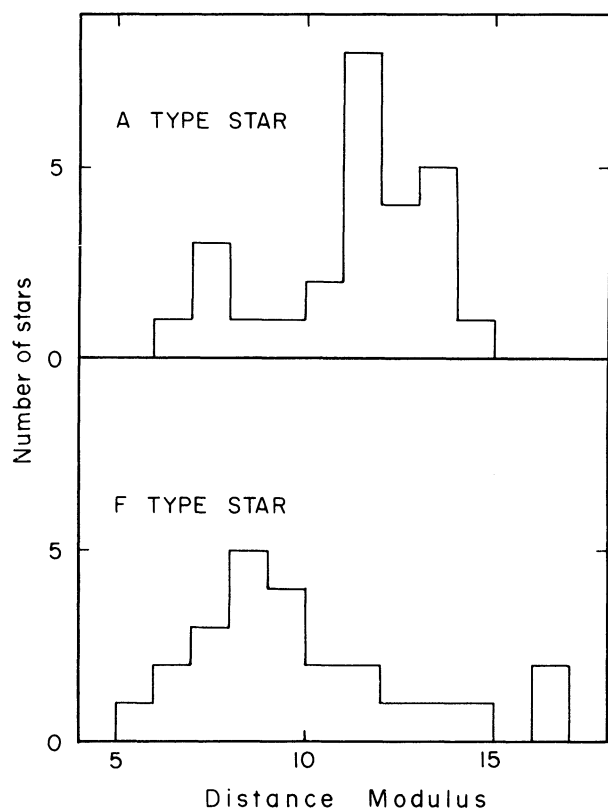 A TYPE STAR
5
0
Number of stars
F TYPE STAR
5
0
5 10 15
Distance Modulus